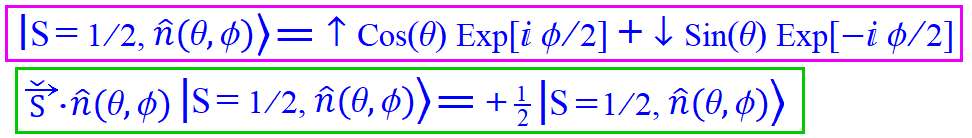 |S = 1/2, n̂(θ,ϕ)⟩ = ↑ Cos(θ) Exp[i ϕ/2] + ↓ Sin(θ) Exp[−i ϕ/2]
S⃗̌·n̂(θ,ϕ) |S = 1/2, n̂(θ,ϕ)⟩ = +½ |S = 1/2, n̂(θ,ϕ)⟩